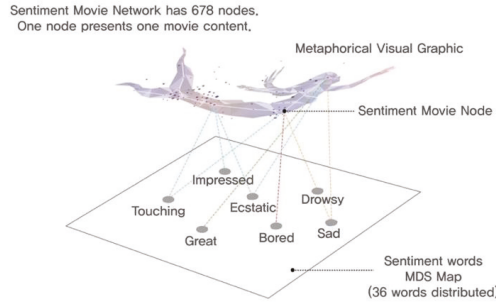 Sentiment Movie Network has 678 nodes.
One node presents one movie content.
Metaphorical Visual Graphic
Sentiment Movie Node
Impressed
Drowsy
Touching
Ecstatic
Great
Bored
Sad
Sentiment words
MDS Map
(36 words distributed)